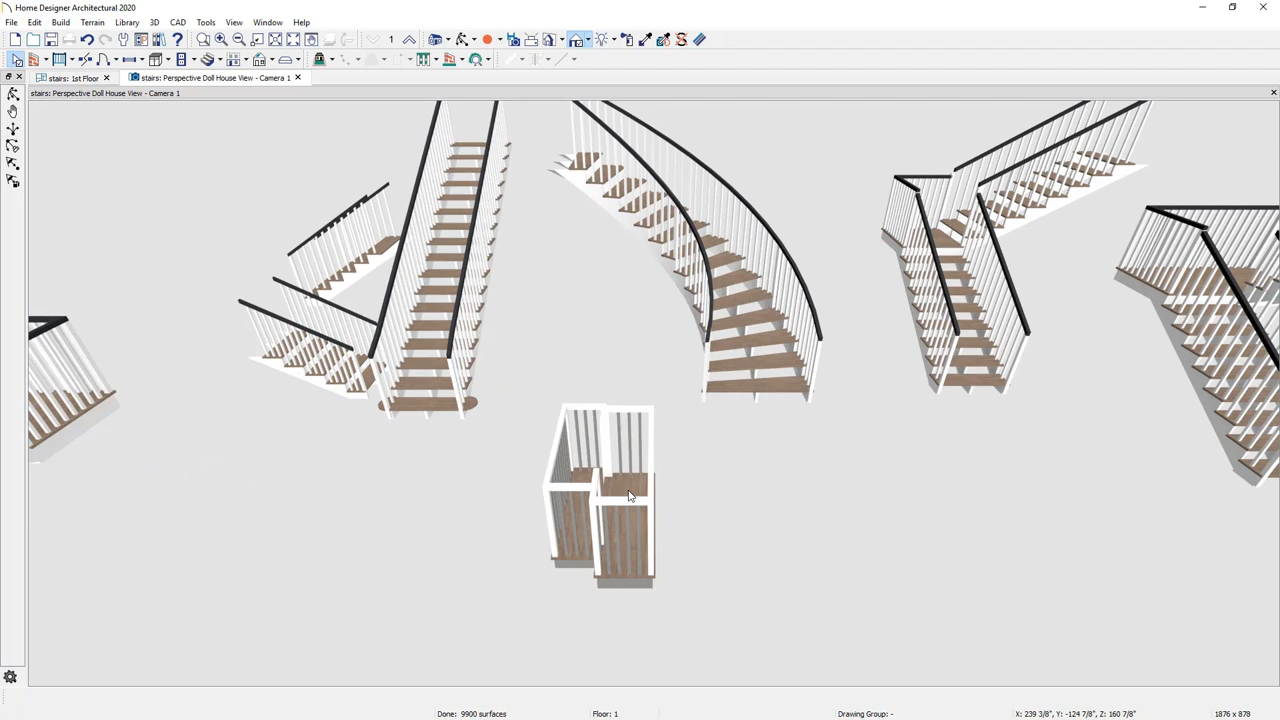 Home Designer Architectural 2020
File Edit Build Terrain Library 3D CAD Tools View Window Help
1
stairs: 1st Floor
stairs: Perspective Doll House View - Camera 1
stairs: Perspective Doll House View - Camera 1
Done: 9900 surfaces Floor: 1 Drawing Group: - X: 239 3/8", Y: -124 7/8", Z: 160 7/8" 1876 x 878